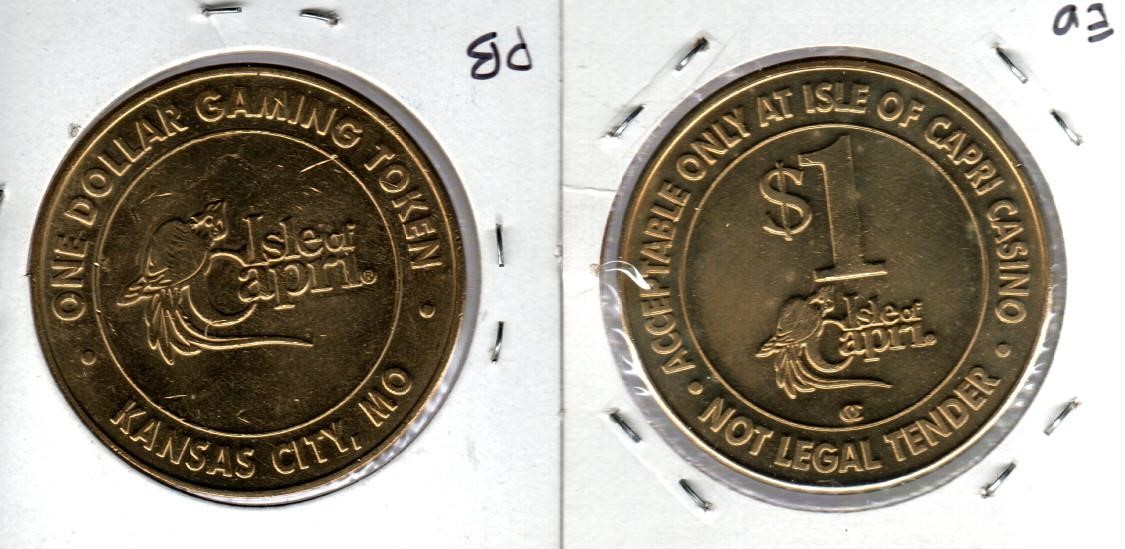 PB
ONE DOLLAR GAMING TOKEN
Isle of
Capri®
KANSAS CITY, MO
ACCEPTABLE ONLY AT ISLE OF CAPRI CASINO
$1
Isle of
Capri®
NOT LEGAL TENDER